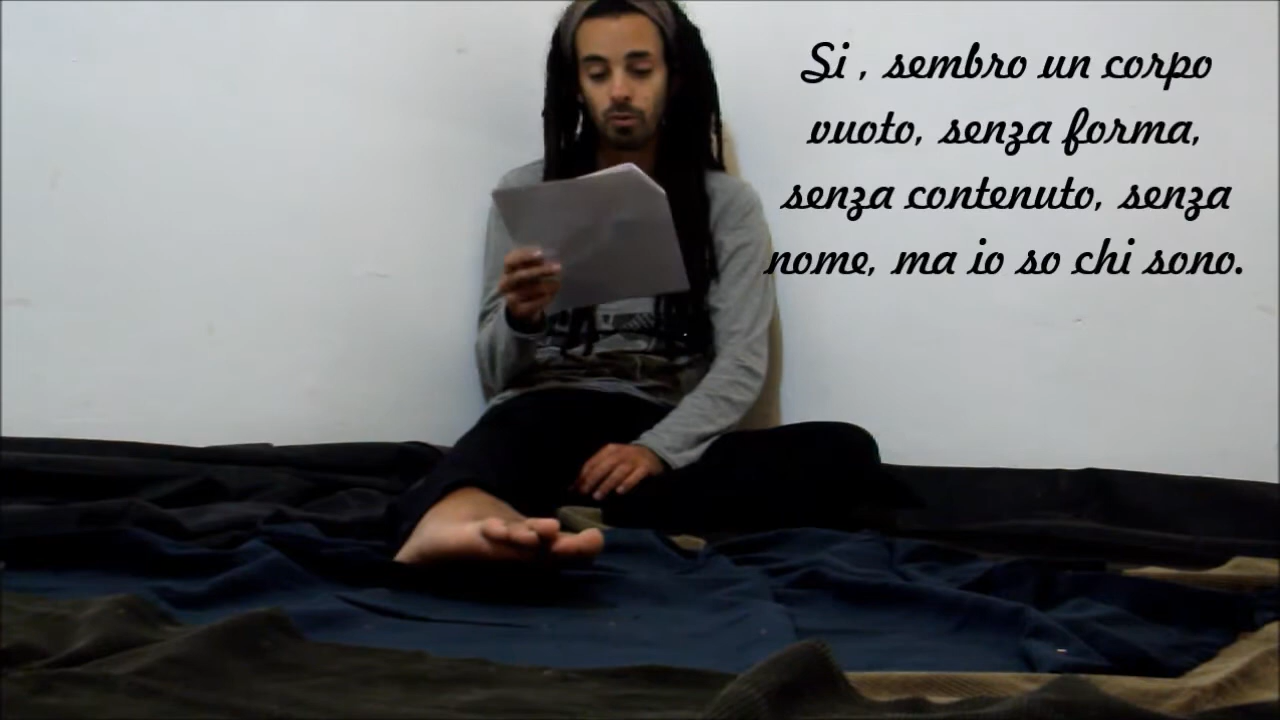 Si , sembro un corpo
vuoto, senza forma,
senza contenuto, senza
nome, ma io so chi sono.